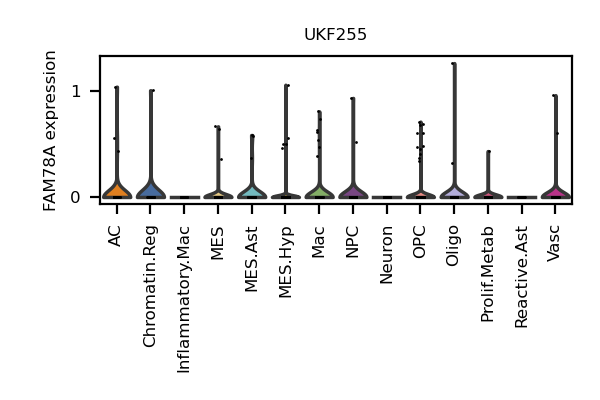 UKF255
FAM78A expression
1
0
AC
Chromatin.Reg
Inflammatory.Mac
MES
MES.Ast
MES.Hyp
Mac
NPC
Neuron
OPC
Oligo
Prolif.Metab
Reactive.Ast
Vasc